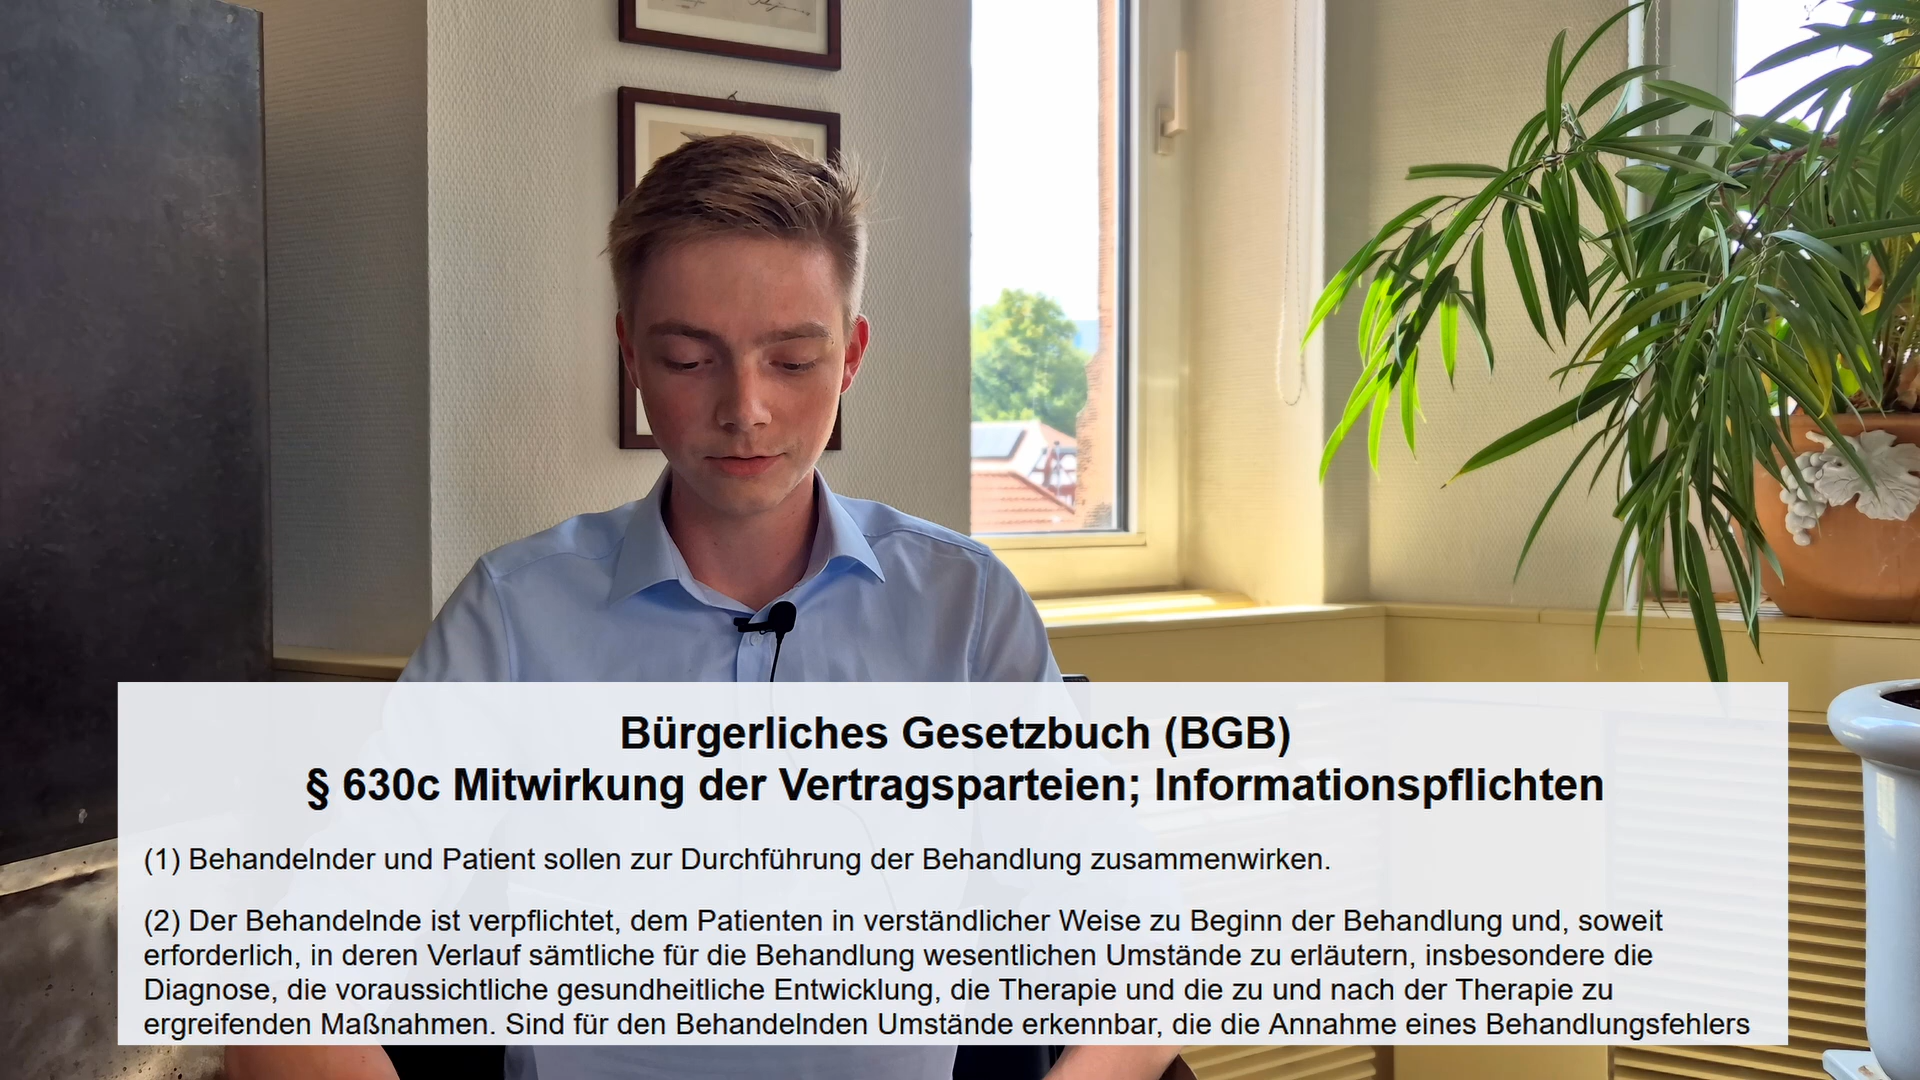 Bürgerliches Gesetzbuch (BGB)
§ 630c Mitwirkung der Vertragsparteien; Informationspflichten
(1) Behandelnder und Patient sollen zur Durchführung der Behandlung zusammenwirken.
(2) Der Behandelnde ist verpflichtet, dem Patienten in verständlicher Weise zu Beginn der Behandlung und, soweit
erforderlich, in deren Verlauf sämtliche für die Behandlung wesentlichen Umstände zu erläutern, insbesondere die
Diagnose, die voraussichtliche gesundheitliche Entwicklung, die Therapie und die zu und nach der Therapie zu
ergreifenden Maßnahmen. Sind für den Behandelnden Umstände erkennbar, die die Annahme eines Behandlungsfehlers